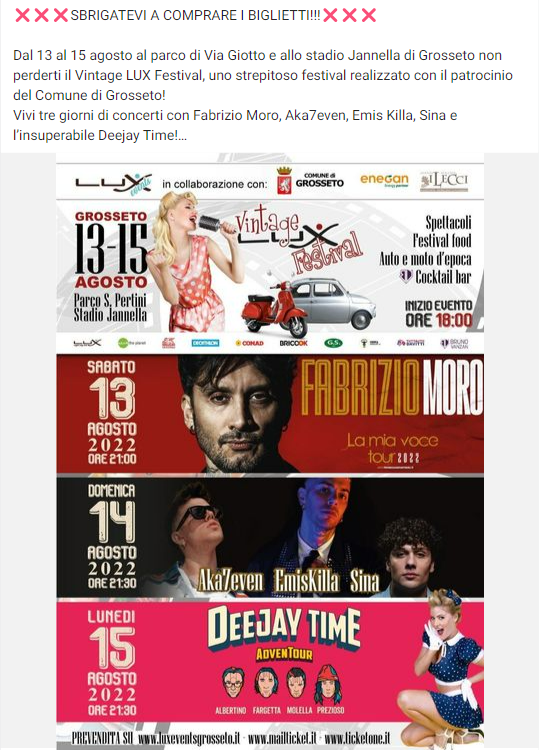 ❌❌❌SBRIGATEVI A COMPRARE I BIGLIETTI!!!❌❌❌
Dal 13 al 15 agosto al parco di Via Giotto e allo stadio Jannella di Grosseto non
perderti il Vintage LUX Festival, uno strepitoso festival realizzato con il patrocinio
del Comune di Grosseto!
Vivi tre giorni di concerti con Fabrizio Moro, Aka7even, Emis Killa, Sina e
l'insuperabile Deejay Time!...
LUX events
in collaborazione con:
COMUNE DI
GROSSETO
enegan
ILECCI
GROSSETO
13-15
AGOSTO
Parco S. Pertini
Stadio Jannella
Vintage
LUX
Festival
Spettacoli
Festival food
Auto e moto d'epoca
Cocktail bar
INIZIO EVENTO
ORE 18:00
DECATHLON
CONAD
BRICOOK
SABATO
13
AGOSTO
2022
ORE 21:00
FABRIZIO MORO
La mia voce
tour 2022
DOMENICA
14
AGOSTO
2022
ORE 21:30
Aka7even EmisKilla Sina
LUNEDI
15
AGOSTO
2022
ORE 21:30
DEEJAY TIME
ADVENTOUR
ALBERTINO FARGETTA MOLELLA PREZIOSO
PREVENDITA SU www.luxeventsgrosseto.it - www.mailticket.it - www.ticketone.it